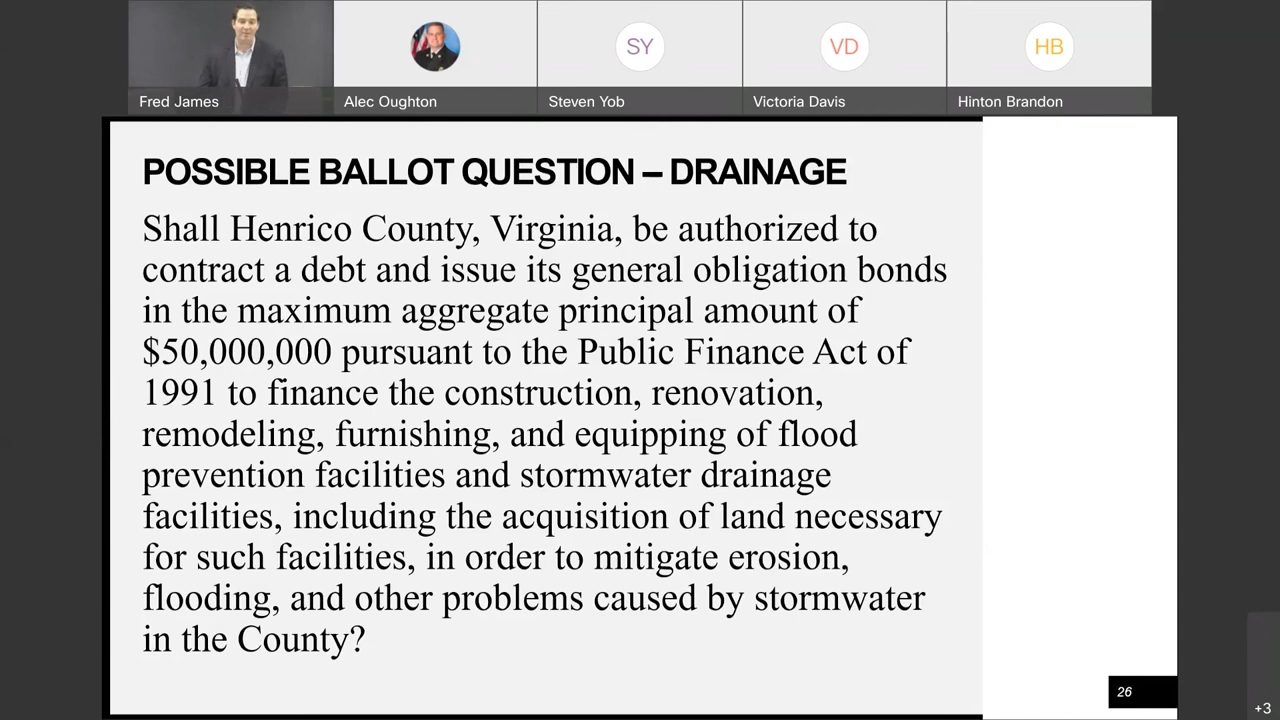 SY
VD
HB
Fred James
Alec Oughton
Steven Yob
Victoria Davis
Hinton Brandon
POSSIBLE BALLOT QUESTION – DRAINAGE
Shall Henrico County, Virginia, be authorized to
contract a debt and issue its general obligation bonds
in the maximum aggregate principal amount of
$50,000,000 pursuant to the Public Finance Act of
1991 to finance the construction, renovation,
remodeling, furnishing, and equipping of flood
prevention facilities and stormwater drainage
facilities, including the acquisition of land necessary
for such facilities, in order to mitigate erosion,
flooding, and other problems caused by stormwater
in the County?
26
+3